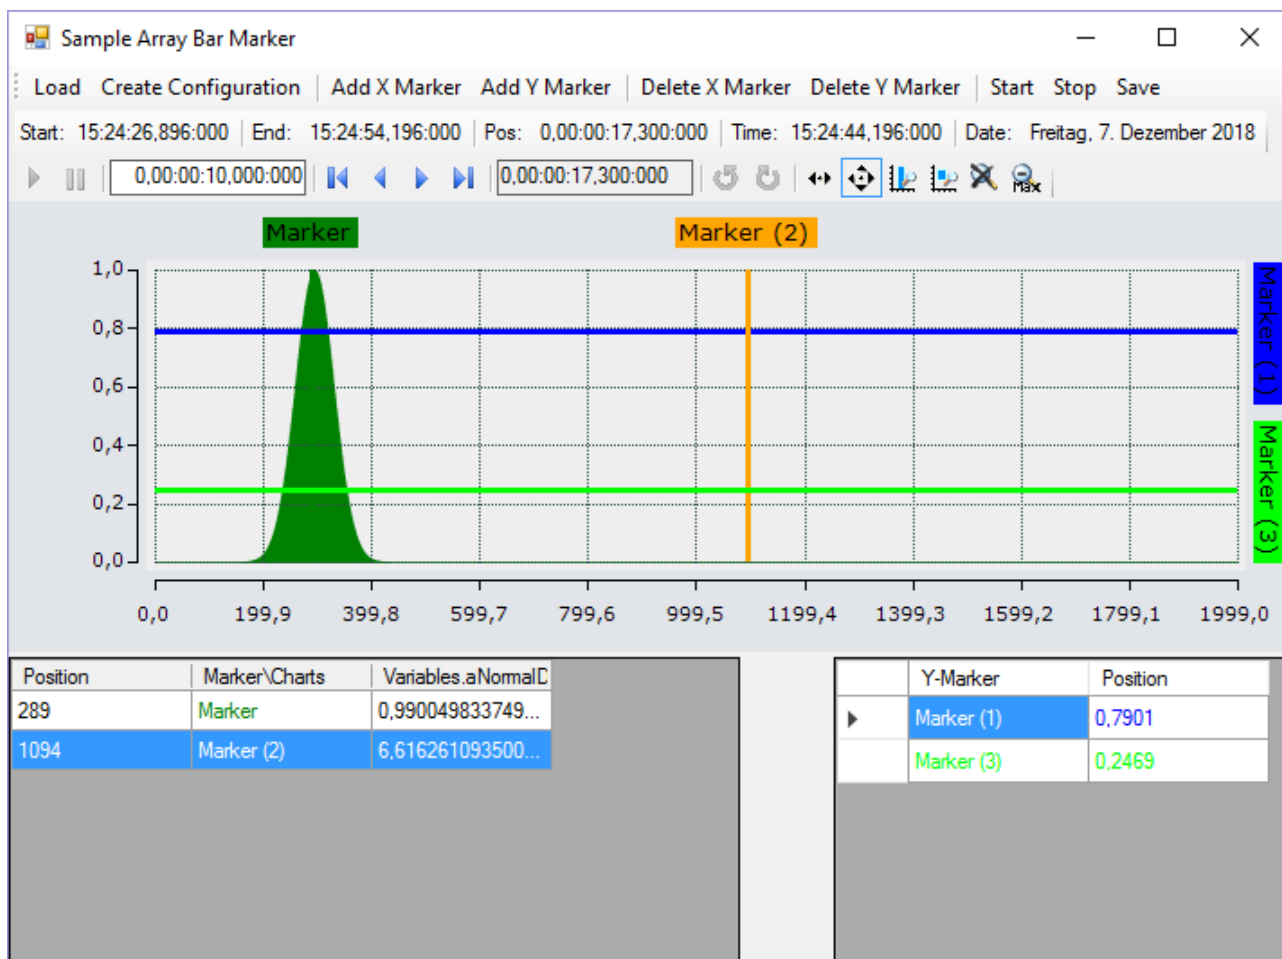 Sample Array Bar Marker
Load Create Configuration Add X Marker Add Y Marker Delete X Marker Delete Y Marker Start Stop Save
Start: 15:24:26,896:000 End: 15:24:54,196:000 Pos: 0,00:00:17,300:000 Time: 15:24:44,196:000 Date: Freitag, 7. Dezember 2018
0,00:00:10,000:000 0,00:00:17,300:000 Max
Marker Marker (2)
1,0
0,8
0,6
0,4
0,2
0,0
Marker (1)
Marker (3)
0,0 199,9 399,8 599,7 799,6 999,5 1199,4 1399,3 1599,2 1799,1 1999,0
Position Marker\Charts Variables.aNormalD
289 Marker 0,990049833749...
1094 Marker (2) 6,616261093500...
Y-Marker Position
Marker (1) 0,7901
Marker (3) 0,2469